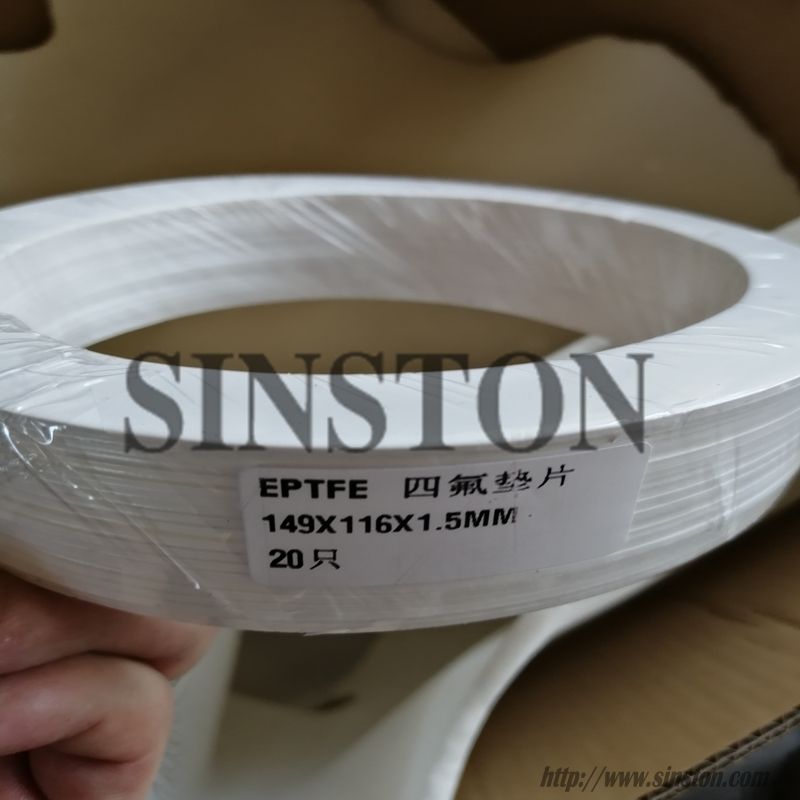 SINSTON
EPTFE 四氟垫片
149X116X1.5MM
20只
http://www.sinston.com